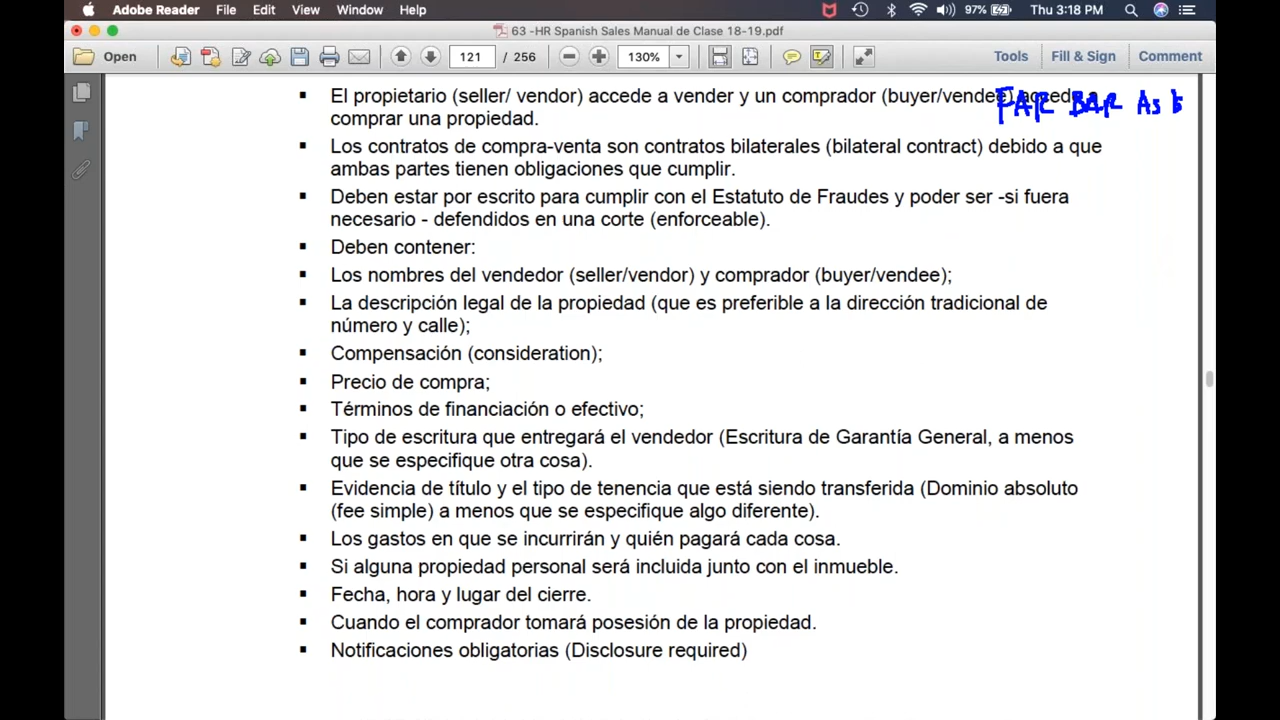 Adobe Reader File Edit View Window Help 97% Thu 3:18 PM
63 -HR Spanish Sales Manual de Clase 18-19.pdf
Open 121 / 256 130% Tools Fill & Sign Comment
▪ El propietario (seller/ vendor) accede a vender y un comprador (buyer/vendee) accede a
FAR BAR As
comprar una propiedad.
▪ Los contratos de compra-venta son contratos bilaterales (bilateral contract) debido a que
ambas partes tienen obligaciones que cumplir.
▪ Deben estar por escrito para cumplir con el Estatuto de Fraudes y poder ser -si fuera
necesario - defendidos en una corte (enforceable).
▪ Deben contener:
▪ Los nombres del vendedor (seller/vendor) y comprador (buyer/vendee);
▪ La descripción legal de la propiedad (que es preferible a la dirección tradicional de
número y calle);
▪ Compensación (consideration);
▪ Precio de compra;
▪ Términos de financiación o efectivo;
▪ Tipo de escritura que entregará el vendedor (Escritura de Garantía General, a menos
que se especifique otra cosa).
▪ Evidencia de título y el tipo de tenencia que está siendo transferida (Dominio absoluto
(fee simple) a menos que se especifique algo diferente).
▪ Los gastos en que se incurrirán y quién pagará cada cosa.
▪ Si alguna propiedad personal será incluida junto con el inmueble.
▪ Fecha, hora y lugar del cierre.
▪ Cuando el comprador tomará posesión de la propiedad.
▪ Notificaciones obligatorias (Disclosure required)